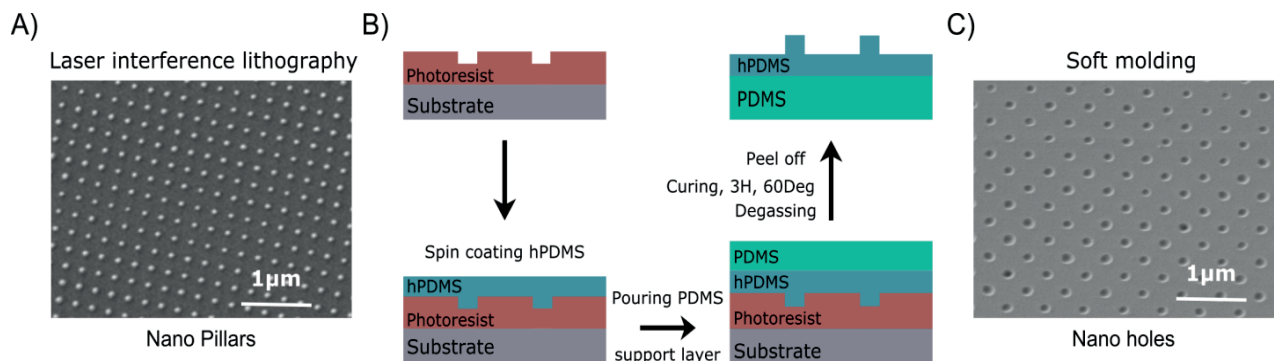 A)
Laser interference lithography
1µm
Nano Pillars
B)
Photoresist
Substrate
Spin coating hPDMS
hPDMS
Photoresist
Substrate
Pouring PDMS
support layer
PDMS
hPDMS
Photoresist
Substrate
Peel off
Curing, 3H, 60Deg
Degassing
hPDMS
PDMS
C)
Soft molding
1µm
Nano holes